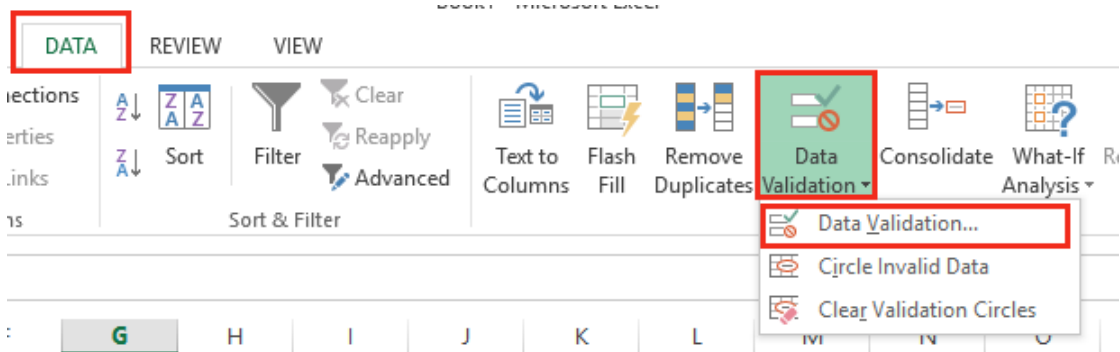 DATA REVIEW VIEW
Clear
Reapply
Advanced
Sort
Filter
Text to Columns
Flash Fill
Remove Duplicates
Data Validation
Consolidate
What-If Analysis
Sort & Filter
Data Validation...
Circle Invalid Data
Clear Validation Circles
G H I J K L M N O